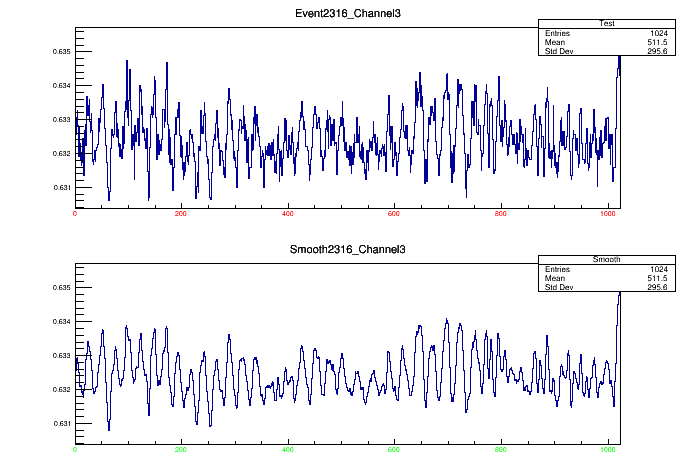 Event2316_Channel3
Test
Entries 1024
Mean 511.5
Std Dev 295.6
0.635
0.634
0.633
0.632
0.631
0 200 400 600 800 1000
Smooth2316_Channel3
Smooth
Entries 1024
Mean 511.5
Std Dev 295.6
0.635
0.634
0.633
0.632
0.631
0 200 400 600 800 1000